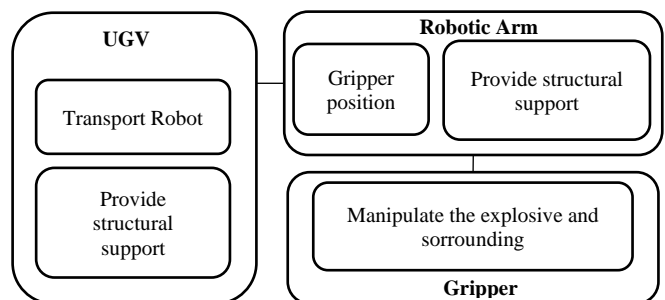 UGV
Transport Robot
Provide
structural
support
Robotic Arm
Gripper
position
Provide structural
support
Manipulate the explosive and
sorrounding
Gripper